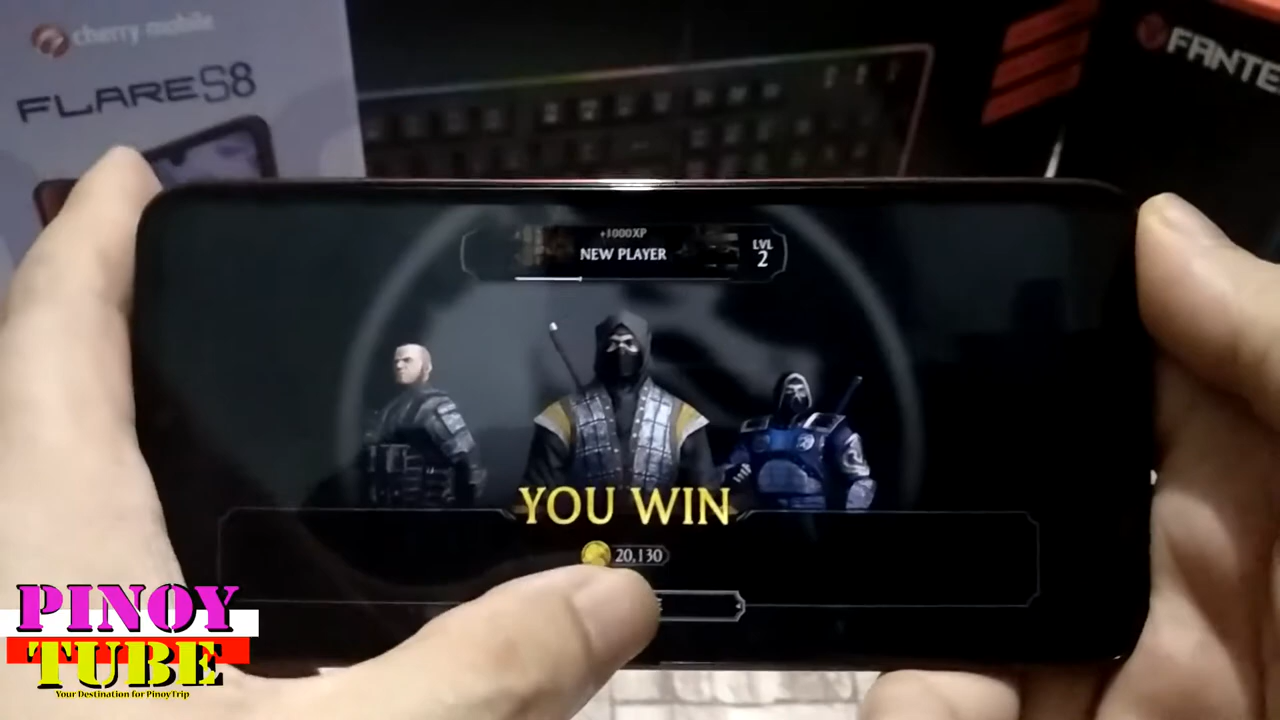 cherry mobile
FLARE S8
FANTE
+1000XP
NEW PLAYER
LVL
2
YOU WIN
20,130
PINOY
TUBE
Your Destination for PinoyTrip